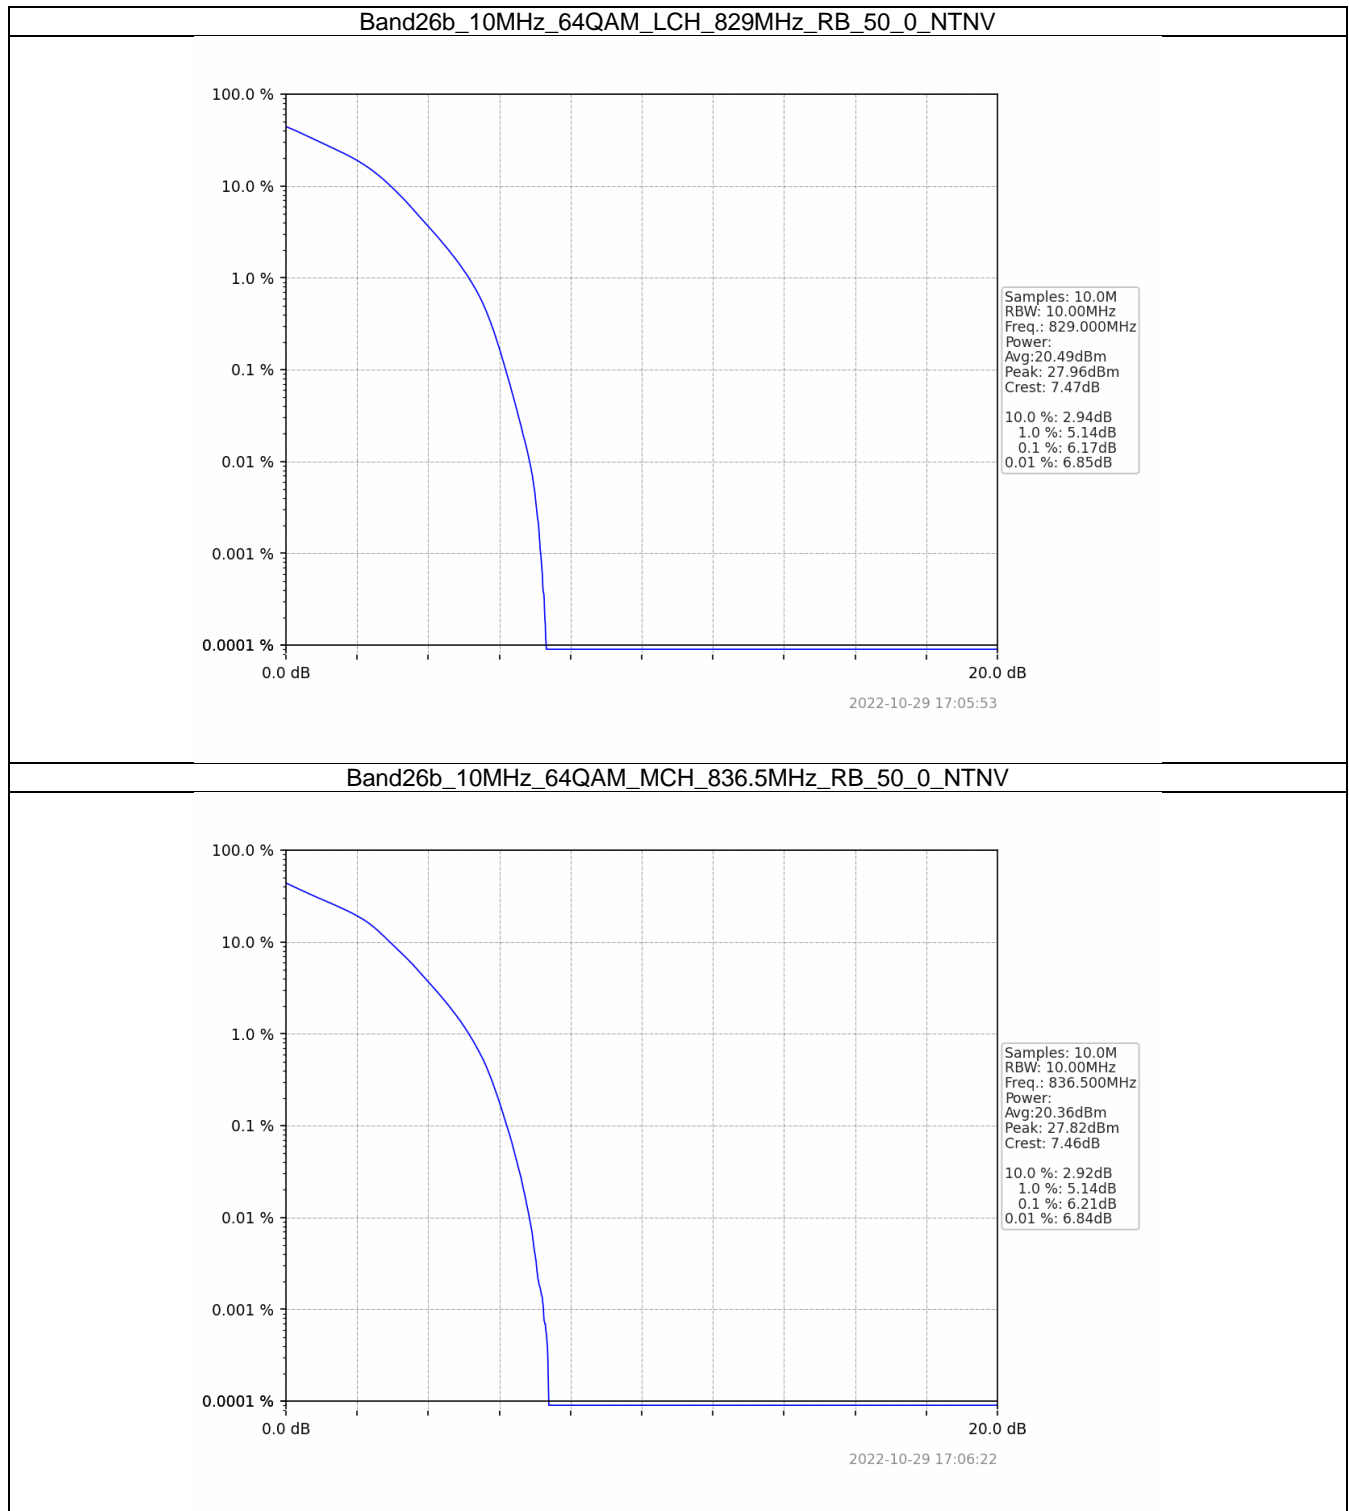 Band26b_10MHz_64QAM_LCH_829MHz_RB_50_0_NTNV
100.0 %
10.0 %
1.0 %
0.1 %
0.01 %
0.001 %
0.0001 %
0.0 dB
20.0 dB
Samples: 10.0M
RBW: 10.00MHz
Freq.: 829.000MHz
Power:
Avg:20.49dBm
Peak: 27.96dBm
Crest: 7.47dB
10.0 %: 2.94dB
1.0 %: 5.14dB
0.1 %: 6.17dB
0.01 %: 6.85dB
2022-10-29 17:05:53
Band26b_10MHz_64QAM_MCH_836.5MHz_RB_50_0_NTNV
100.0 %
10.0 %
1.0 %
0.1 %
0.01 %
0.001 %
0.0001 %
0.0 dB
20.0 dB
Samples: 10.0M
RBW: 10.00MHz
Freq.: 836.500MHz
Power:
Avg:20.36dBm
Peak: 27.82dBm
Crest: 7.46dB
10.0 %: 2.92dB
1.0 %: 5.14dB
0.1 %: 6.21dB
0.01 %: 6.84dB
2022-10-29 17:06:22